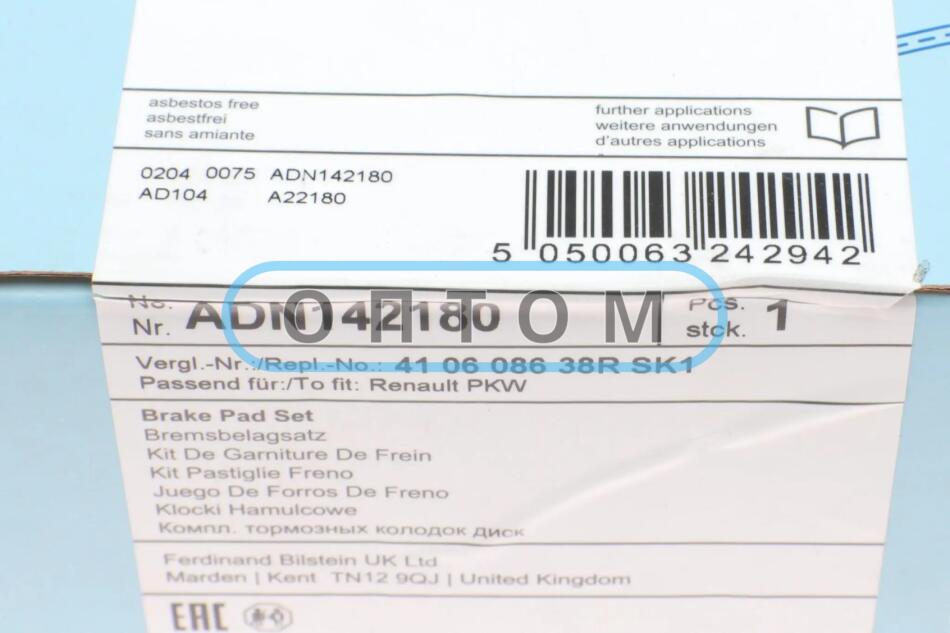 asbestos free
asbestfrei
sans amiante
further applications
weitere anwendungen
d'autres applications
0204 0075 ADN142180
AD104 A22180
5 050063 242942
No.
Nr. ADN142180
Pcs.
stck. 1
ОПТОМ
Vergl.-Nr.:/Repl.-No.: 41 06 086 38R SK1
Passend für:/To fit: Renault PKW
Brake Pad Set
Bremsbelagsatz
Kit De Garniture De Frein
Kit Pastiglie Freno
Juego De Forros De Freno
Klocki Hamulcowe
Компл. тормозных колодок диск
Ferdinand Bilstein UK Ltd
Marden | Kent TN12 9QJ | United Kingdom
EAC